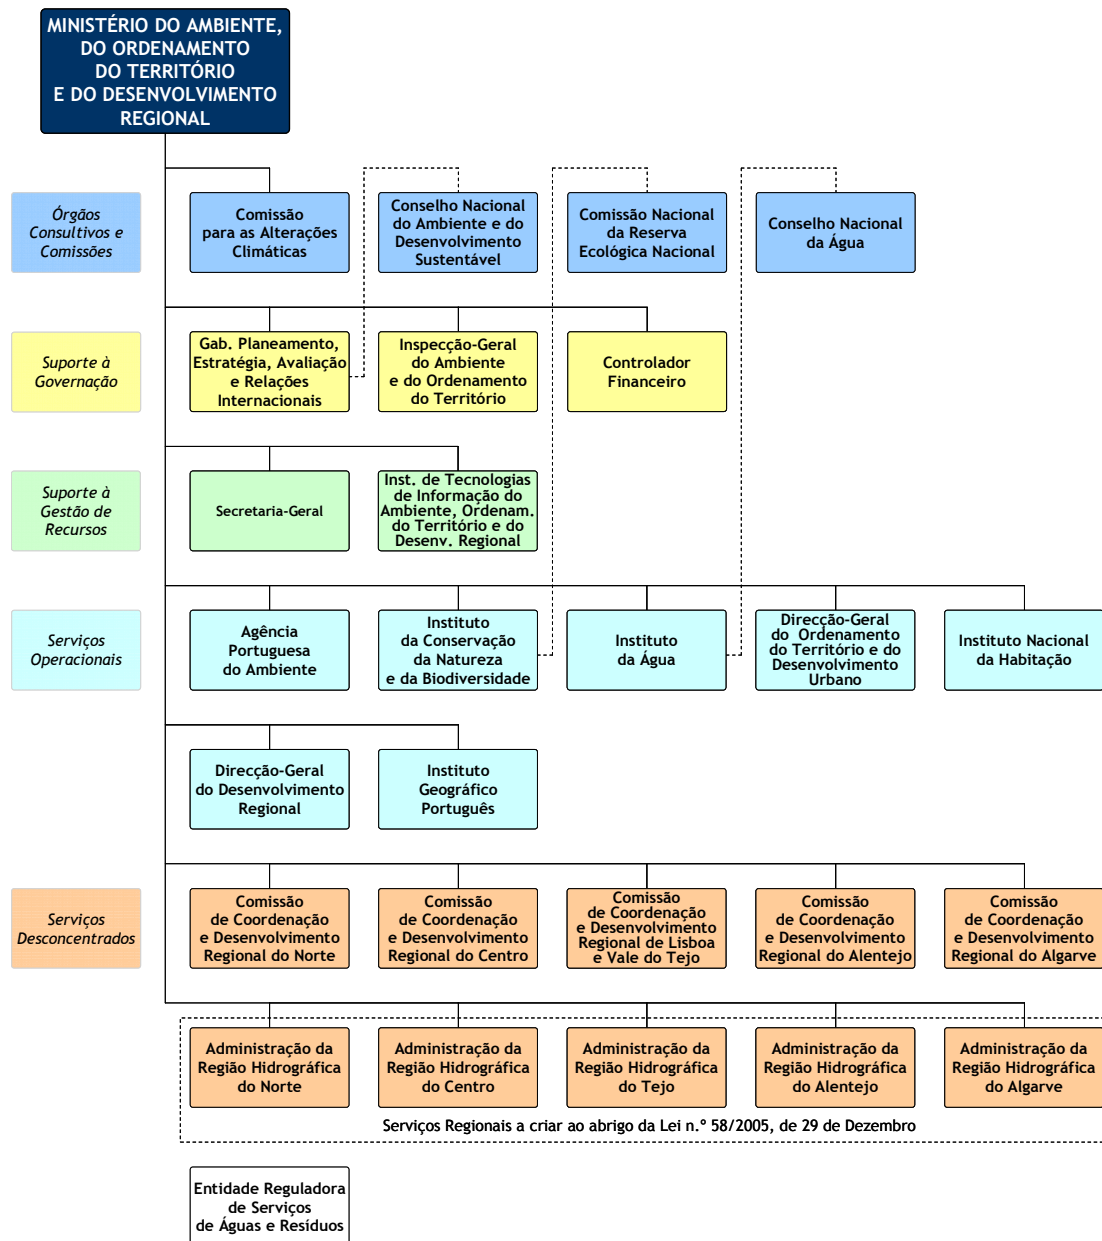 MINISTÉRIO DO AMBIENTE,
DO ORDENAMENTO
DO TERRITÓRIO
E DO DESENVOLVIMENTO
REGIONAL
Órgãos
Consultivos e
Comissões
Comissão
para as Alterações
Climáticas
Conselho Nacional
do Ambiente e do
Desenvolvimento
Sustentável
Comissão Nacional
da Reserva
Ecológica Nacional
Conselho Nacional
da Água
Suporte à
Governação
Gab. Planeamento,
Estratégia, Avaliação
e Relações
Internacionais
Inspecção-Geral
do Ambiente
e do Ordenamento
do Território
Controlador
Financeiro
Suporte à
Gestão de
Recursos
Secretaria-Geral
Inst. de Tecnologias
de Informação do
Ambiente, Ordenam.
do Território e do
Desenv. Regional
Serviços
Operacionais
Agência
Portuguesa
do Ambiente
Instituto
da Conservação
da Natureza
e da Biodiversidade
Instituto
da Água
Direcção-Geral
do Ordenamento
do Território e do
Desenvolvimento
Urbano
Instituto Nacional
da Habitação
Direcção-Geral
do Desenvolvimento
Regional
Instituto
Geográfico
Português
Serviços
Desconcentrados
Comissão
de Coordenação
e Desenvolvimento
Regional do Norte
Comissão
de Coordenação
e Desenvolvimento
Regional do Centro
Comissão
de Coordenação
e Desenvolvimento
Regional de Lisboa
e Vale do Tejo
Comissão
de Coordenação
e Desenvolvimento
Regional do Alentejo
Comissão
de Coordenação
e Desenvolvimento
Regional do Algarve
Administração da
Região Hidrográfica
do Norte
Administração da
Região Hidrográfica
do Centro
Administração da
Região Hidrográfica
do Tejo
Administração da
Região Hidrográfica
do Alentejo
Administração da
Região Hidrográfica
do Algarve
Serviços Regionais a criar ao abrigo da Lei n.º 58/2005, de 29 de Dezembro
Entidade Reguladora
de Serviços
de Águas e Resíduos